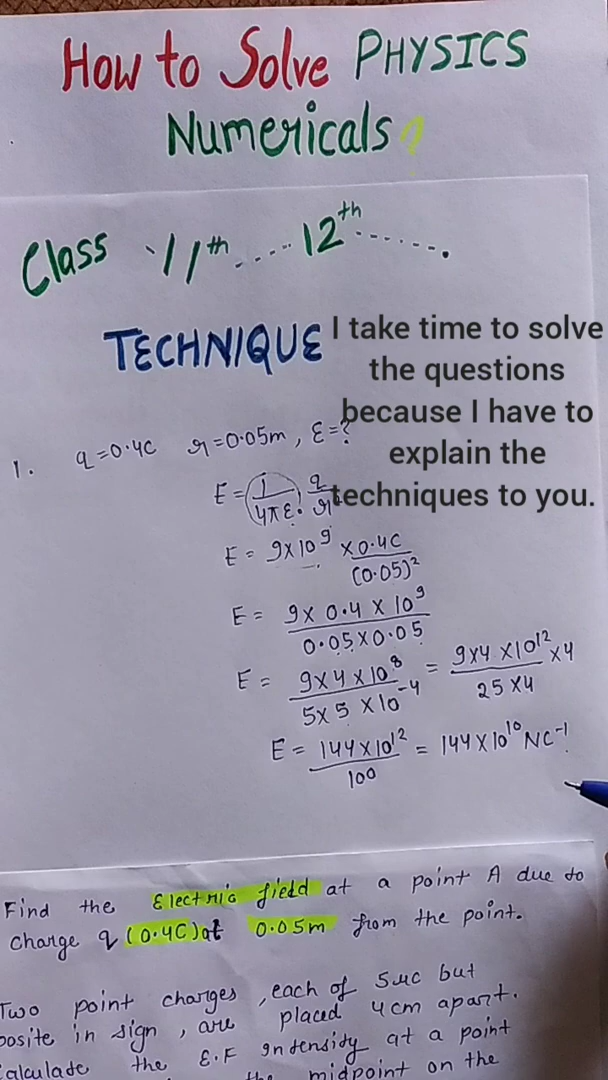 How to Solve PHYSICS
Numericals?
Class 11th.....12th.......
TECHNIQUE
I take time to solve
the questions
because I have to
explain the
techniques to you.
1. q=0.4C r=0.05m, E=?
E = (1/4πε₀) q/r²
E = 9×10⁹ × 0.4C/(0.05)²
E = 9×0.4×10⁹/0.05×0.05
E = 9×4×10⁸/5×5×10⁻⁴ = 9×4×10¹²/25×4 ×4
E = 144×10¹²/100 = 144×10¹⁰ NC⁻¹
Find the Electric field at a point A due to
charge q (0.4C) at 0.05m from the point.
Two point charges, each of 5uc but
posite in sign, are placed 4cm apart.
alculate the E.F Intensity at a point
the midpoint on the